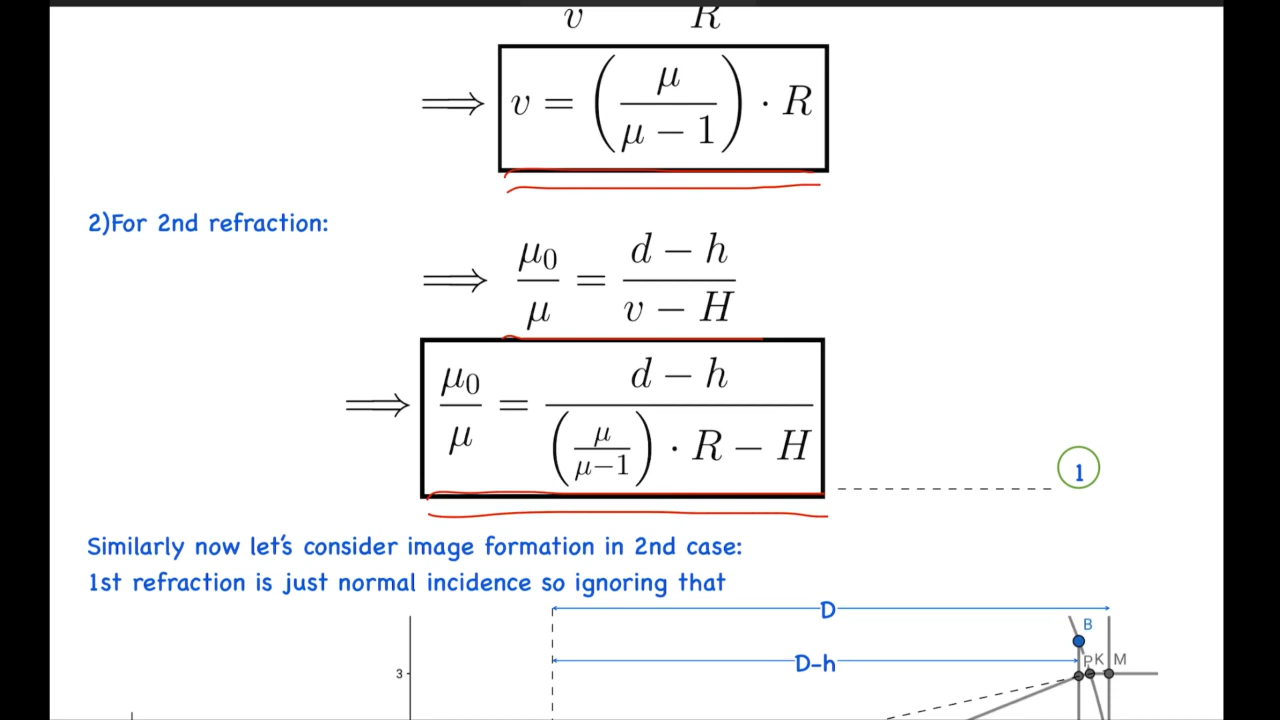 v R
⟹ v = (μ/(μ − 1)) · R
2)For 2nd refraction:
⟹ μ₀/μ = (d − h)/(v − H)
⟹ μ₀/μ = (d − h)/((μ/(μ−1)) · R − H)
1
Similarly now let's consider image formation in 2nd case:
1st refraction is just normal incidence so ignoring that
D
B
D-h
P K M
3